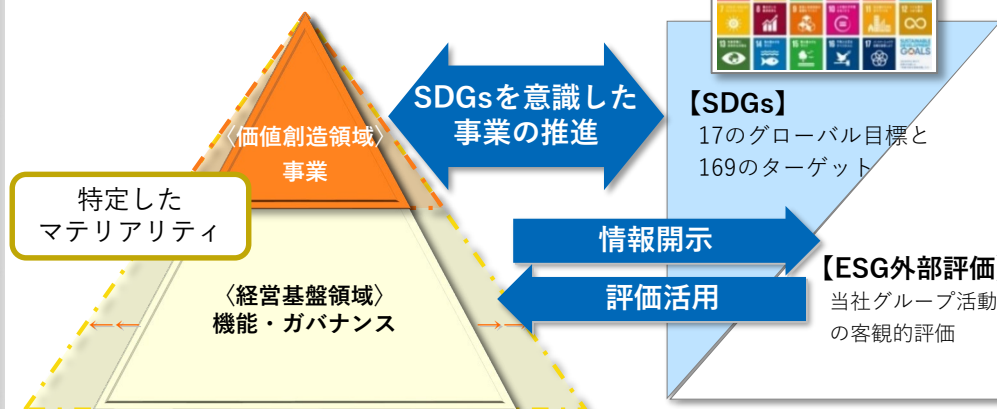 SUSTAINABLE
DEVELOPMENT
GOALS
SDGsを意識した
事業の推進
【SDGs】
17のグローバル目標と
169のターゲット
〈価値創造領域〉
事業
特定した
マテリアリティ
情報開示
評価活用
【ESG外部評価
当社グループ活動
の客観的評価
〈経営基盤領域〉
機能・ガバナンス
←←
→→